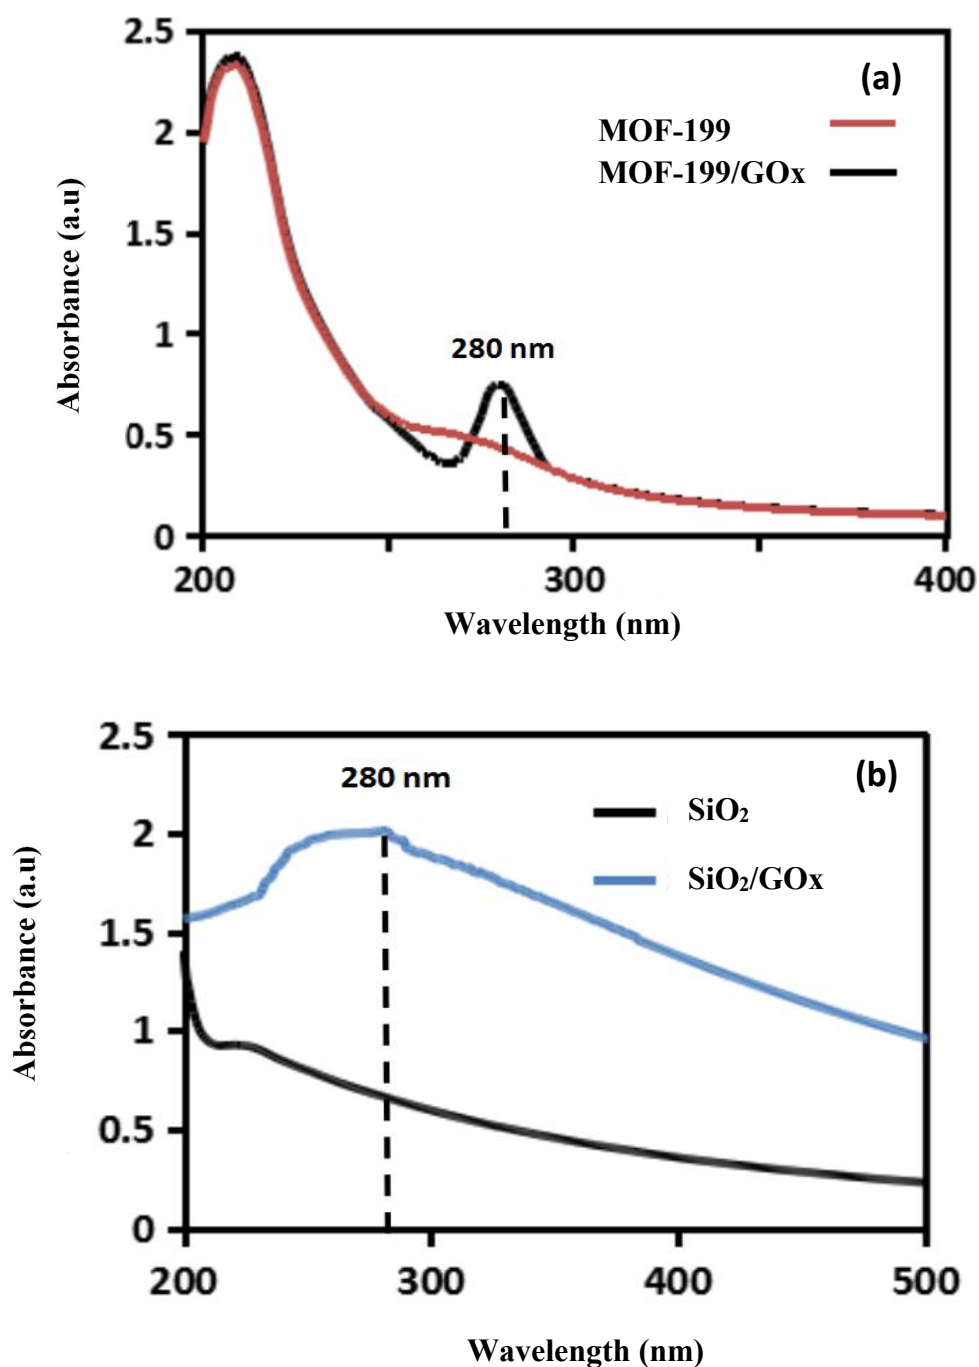 2.5
(a)
MOF-199
2
MOF-199/GOx
1.5
Absorbance (a.u)
1
280 nm
0.5
0
200 300 400
Wavelength (nm)
2.5
280 nm
(b)
SiO₂
2
SiO₂/GOx
1.5
Absorbance (a.u)
1
0.5
0
200 300 400 500
Wavelength (nm)